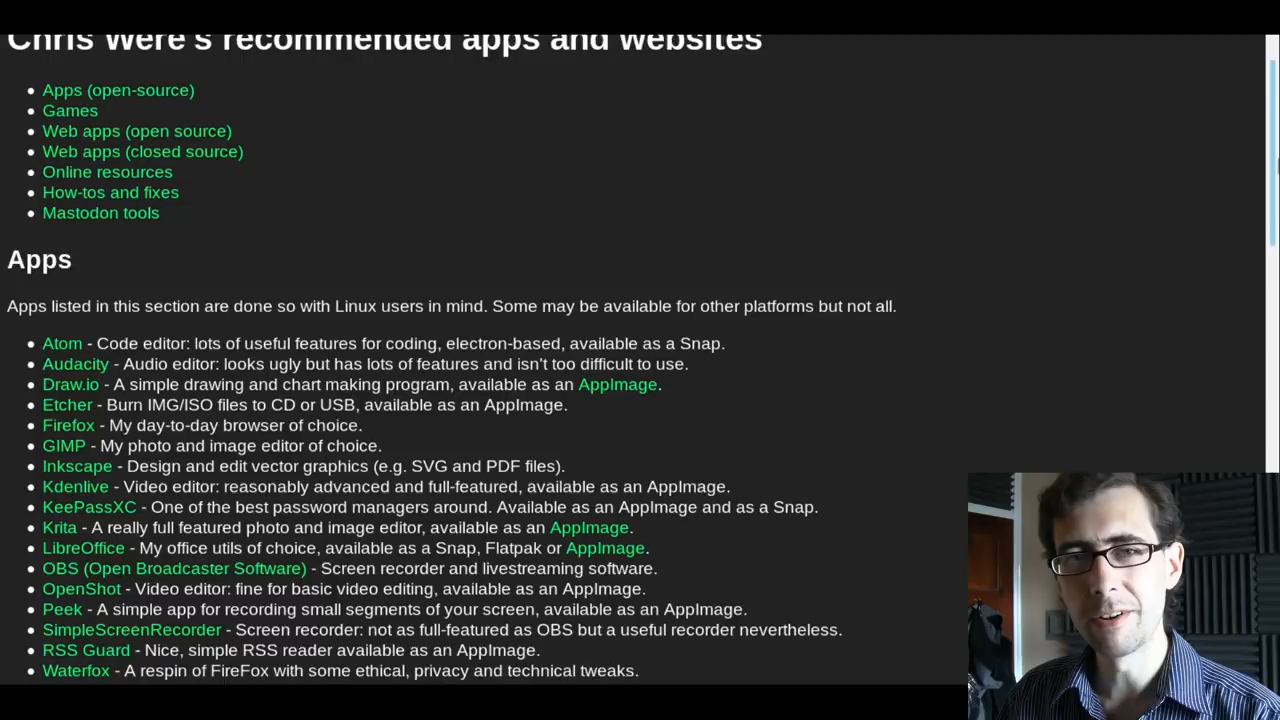 Chris Were's recommended apps and websites
Apps (open-source)
Games
Web apps (open source)
Web apps (closed source)
Online resources
How-tos and fixes
Mastodon tools
Apps
Apps listed in this section are done so with Linux users in mind. Some may be available for other platforms but not all.
Atom - Code editor: lots of useful features for coding, electron-based, available as a Snap.
Audacity - Audio editor: looks ugly but has lots of features and isn't too difficult to use.
Draw.io - A simple drawing and chart making program, available as an AppImage.
Etcher - Burn IMG/ISO files to CD or USB, available as an AppImage.
Firefox - My day-to-day browser of choice.
GIMP - My photo and image editor of choice.
Inkscape - Design and edit vector graphics (e.g. SVG and PDF files).
Kdenlive - Video editor: reasonably advanced and full-featured, available as an AppImage.
KeePassXC - One of the best password managers around. Available as an AppImage and as a Snap.
Krita - A really full featured photo and image editor, available as an AppImage.
LibreOffice - My office utils of choice, available as a Snap, Flatpak or AppImage.
OBS (Open Broadcaster Software) - Screen recorder and livestreaming software.
OpenShot - Video editor: fine for basic video editing, available as an AppImage.
Peek - A simple app for recording small segments of your screen, available as an AppImage.
SimpleScreenRecorder - Screen recorder: not as full-featured as OBS but a useful recorder nevertheless.
RSS Guard - Nice, simple RSS reader available as an AppImage.
Waterfox - A respin of FireFox with some ethical, privacy and technical tweaks.